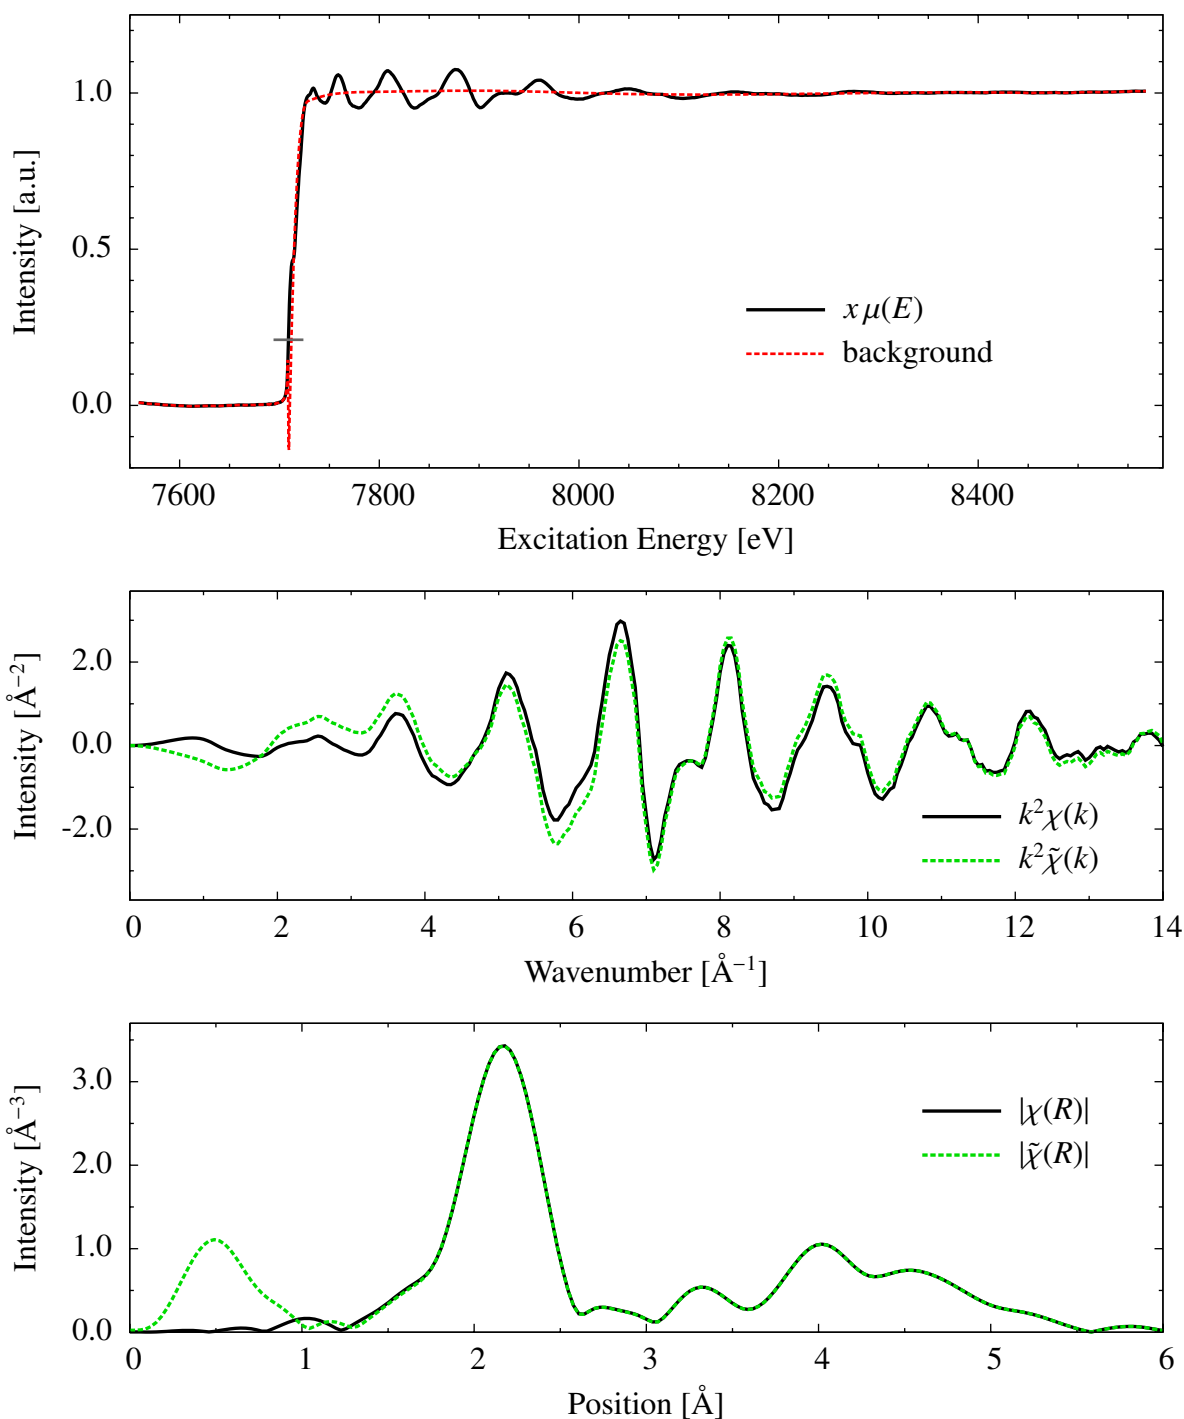 1.0
0.5
0.0
Intensity [a.u.]
x μ(E)
background
7600 7800 8000 8200 8400
Excitation Energy [eV]
2.0
0.0
-2.0
Intensity [Å⁻²]
k²χ(k)
k²χ̃(k)
0 2 4 6 8 10 12 14
Wavenumber [Å⁻¹]
3.0
2.0
1.0
0.0
Intensity [Å⁻³]
|χ(R)|
|χ̃(R)|
0 1 2 3 4 5 6
Position [Å]